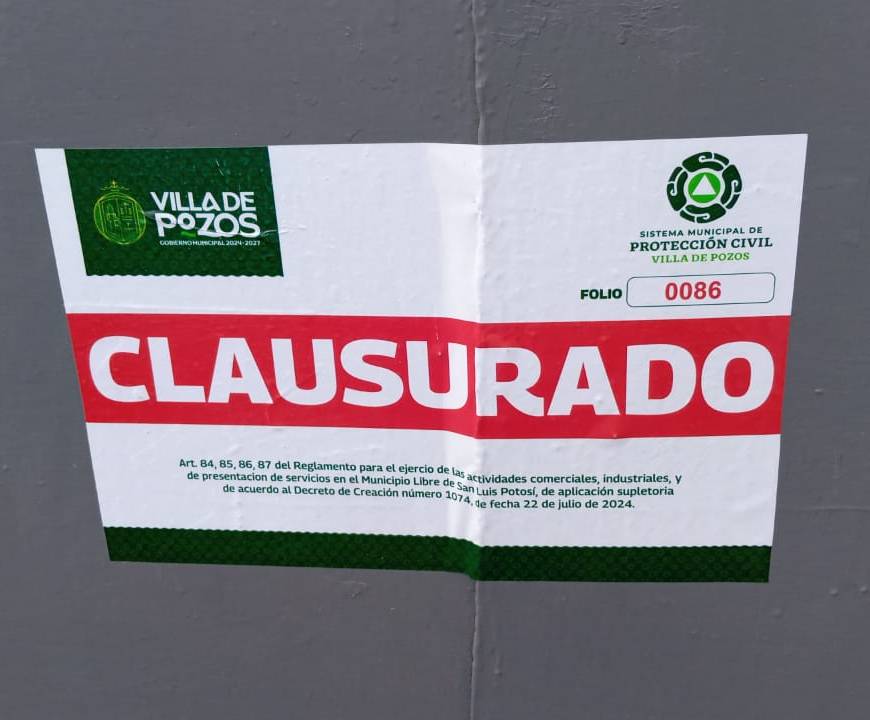 VILLA DE
POZOS
GOBIERNO MUNICIPAL 2024-2027
SISTEMA MUNICIPAL DE
PROTECCIÓN CIVIL
VILLA DE POZOS
FOLIO 0086
CLAUSURADO
Art. 84, 85, 86, 87 del Reglamento para el ejercio de las actividades comerciales, industriales, y
de presentacion de servicios en el Municipio Libre de San Luis Potosí, de aplicación supletoria
de acuerdo al Decreto de Creación número 1074, de fecha 22 de julio de 2024.